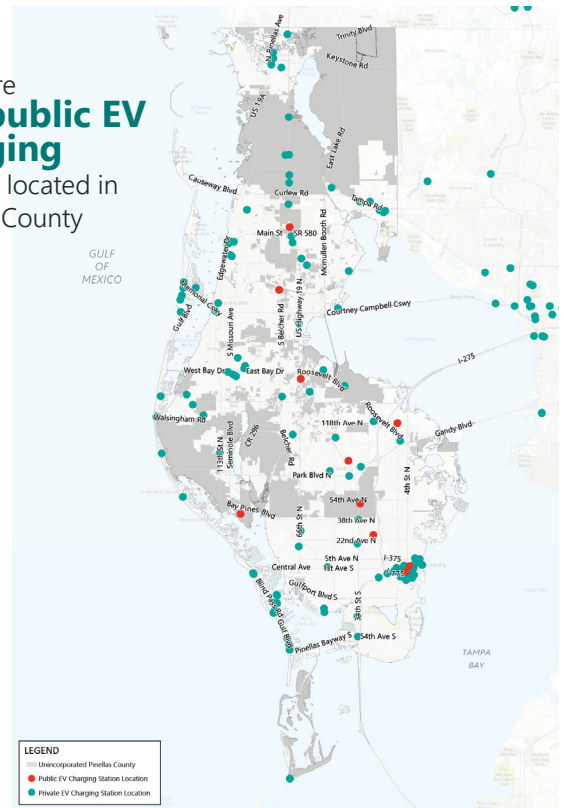 re
public EV
ging
located in
County
N Pinellas Ave
Trinity Blvd
Keystone Rd
US 19A
East Lake Rd
Causeway Blvd
Curlew Rd
Tampa Rd
Main St
SR 580
Mcmullen Booth Rd
Edgewater Dr
GULF
OF
MEXICO
Memorial Cswy
Gulf Blvd
S Missouri Ave
S Belcher Rd
US Highway 19 N
Courtney Campbell Cswy
I-275
West Bay Dr
East Bay Dr
Roosevelt Blvd
Walsingham Rd
113th St N
Seminole Blvd
CR 296
Belcher Rd
118th Ave N
Roosevelt Blvd
Gandy Blvd
4th St N
Park Blvd N
54th Ave N
Bay Pines Blvd
66th St N
38th Ave N
22nd Ave N
5th Ave N
I-375
Central Ave
1st Ave S
I-175
Blind Pass Rd
Gulf Blvd
Gulfport Blvd S
34th St S
Pinellas Bayway S
54th Ave S
TAMPA
BAY
LEGEND
Unincorporated Pinellas County
Public EV Charging Station Location
Private EV Charging Station Location